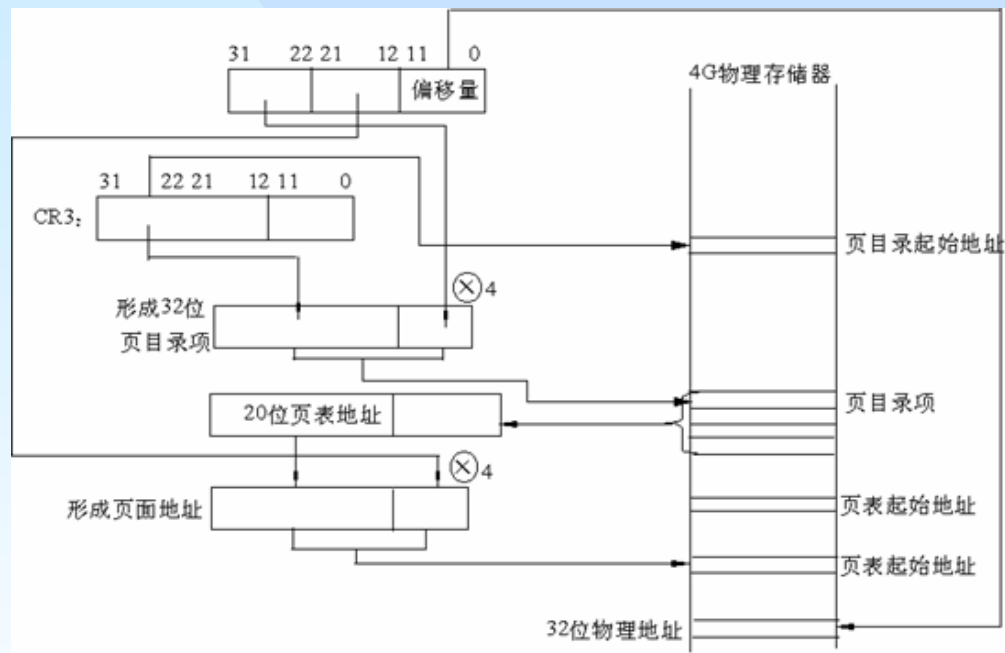 31 22 21 12 11 0
偏移量
4G物理存储器
31 22 21 12 11 0
CR3:
页目录起始地址
×4
形成32位
页目录项
20位页表地址
页目录项
×4
形成页面地址
页表起始地址
页表起始地址
32位物理地址